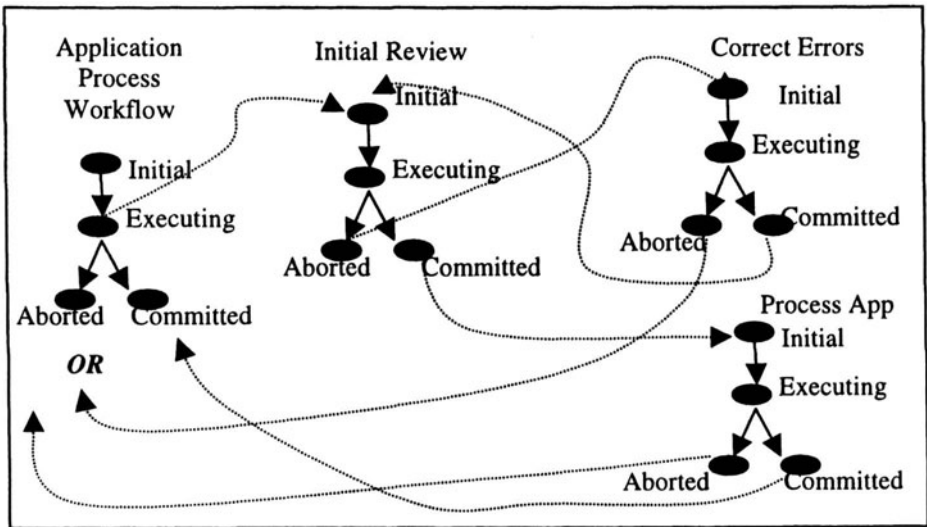 Application
Process
Workflow
Initial
Executing
Aborted
Committed
OR
Initial Review
Initial
Executing
Aborted
Committed
Correct Errors
Initial
Executing
Aborted
Committed
Process App
Initial
Executing
Aborted
Committed